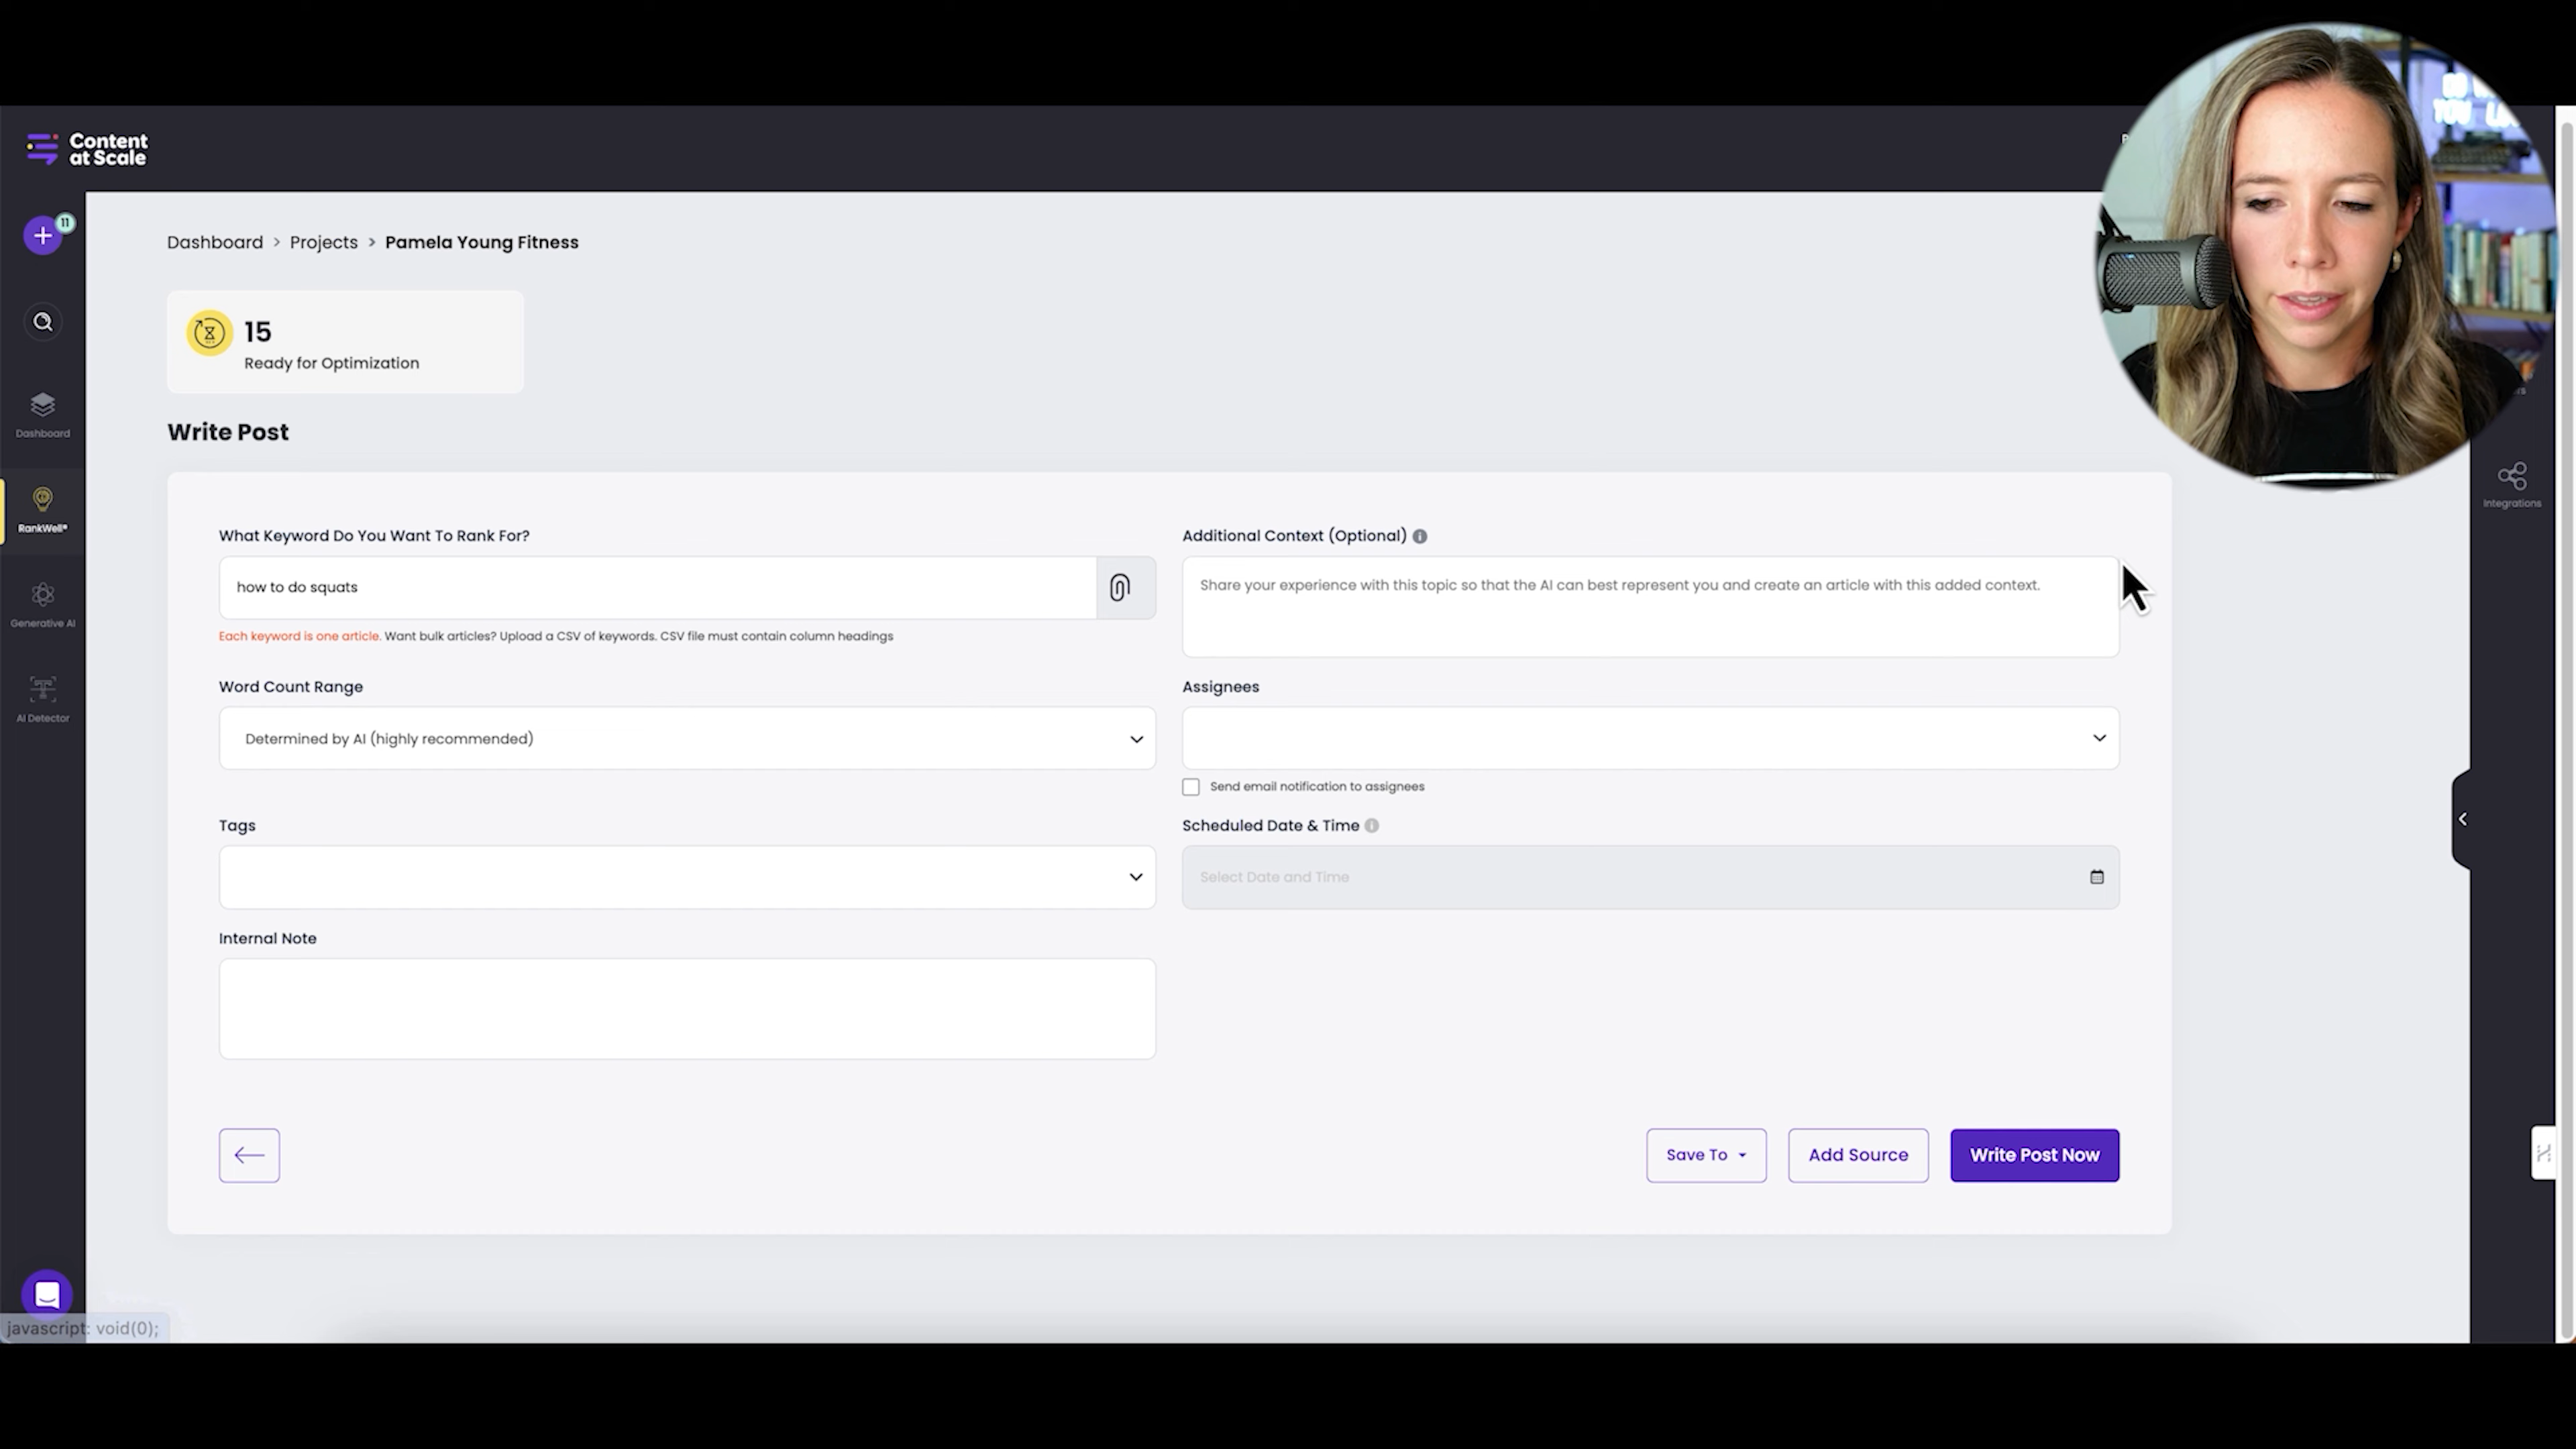 Content
at Scale
11
Dashboard > Projects > Pamela Young Fitness
15
Ready for Optimization
Dashboard
Write Post
RankWell®
Integrations
What Keyword Do You Want To Rank For?
Additional Context (Optional)
how to do squats
Share your experience with this topic so that the AI can best represent you and create an article with this added context.
Generative AI
Each keyword is one article. Want bulk articles? Upload a CSV of keywords. CSV file must contain column headings
Word Count Range
Assignees
AI Detector
Determined by AI (highly recommended)
Send email notification to assignees
Tags
Scheduled Date & Time
Select Date and Time
Internal Note
Save To
Add Source
Write Post Now
javascript: void(0);